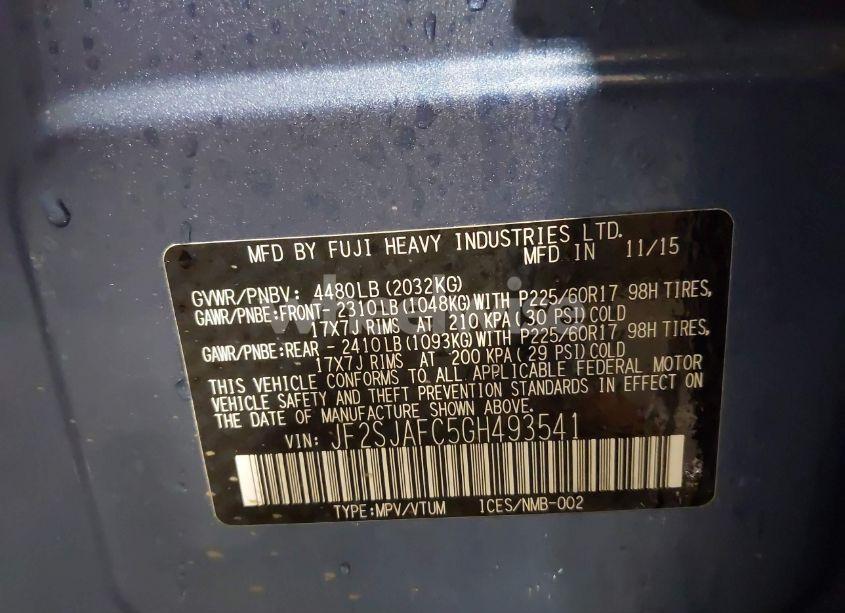 MFD BY FUJI HEAVY INDUSTRIES LTD.
MFD IN 11/15
GVWR/PNBV: 4480LB (2032KG)
GAWR/PNBE:FRONT- 2310 LB (1048KG) WITH P225/60R17 98H TIRES,
17X7J RIMS AT 210 KPA (30 PSI) COLD
GAWR/PNBE:REAR - 2410 LB (1093KG) WITH P225/60R17 98H TIRES,
- 17X7J RIMS AT 200 KPA (29 PSI) COLD
THIS VEHICLE CONFORMS TO ALL APPLICABLE FEDERAL MOTOR
VEHICLE SAFETY AND THEFT PREVENTION STANDARDS IN EFFECT ON
THE DATE OF MANUFACTURE SHOWN ABOVE.
VIN: JF2SJAFC5GH493541
TYPE:MPV/VTUM ICES/NMB-002